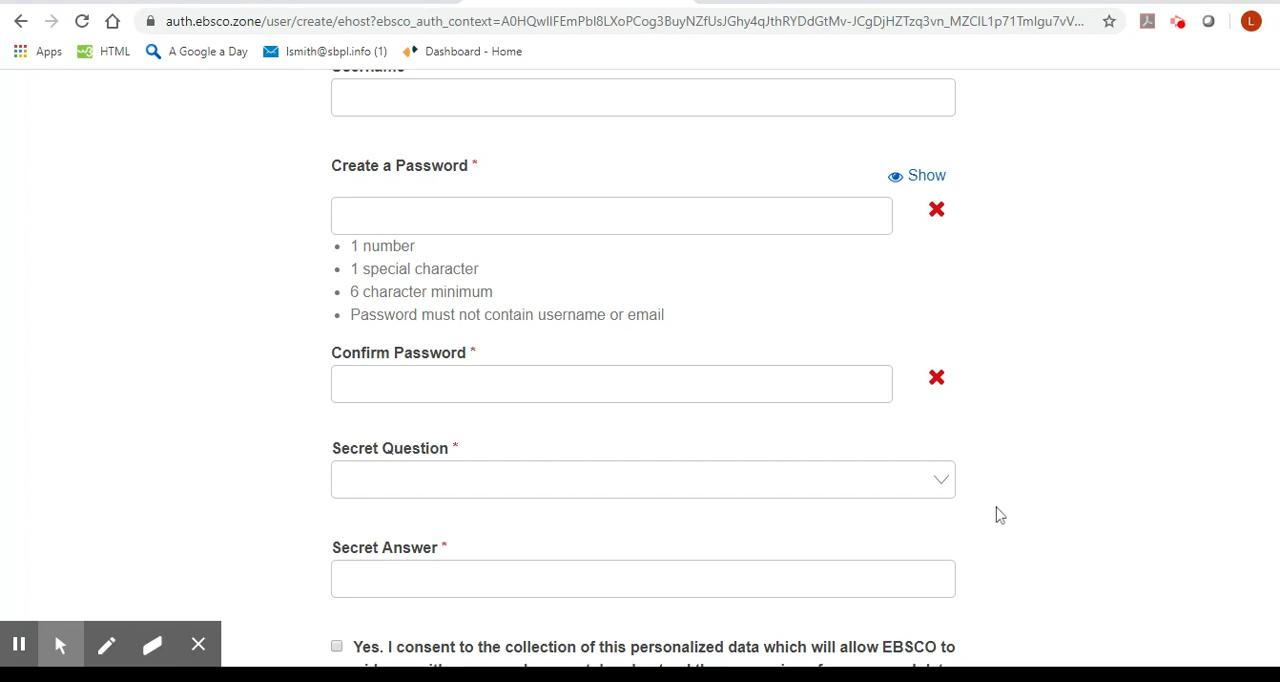 auth.ebsco.zone/user/create/ehost?ebsco_auth_context=A0HQwIIFEmPbI8LXoPCog3BuyNZfUsJGhy4qJthRYDdGtMv-JCgDjHZTzq3vn_MZCIL1p71TmIgu7vV...
L
Apps
HTML
A Google a Day
lsmith@sbpl.info (1)
Dashboard - Home
Username
Create a Password *
Show
1 number
1 special character
6 character minimum
Password must not contain username or email
Confirm Password *
Secret Question *
Secret Answer *
Yes. I consent to the collection of this personalized data which will allow EBSCO to